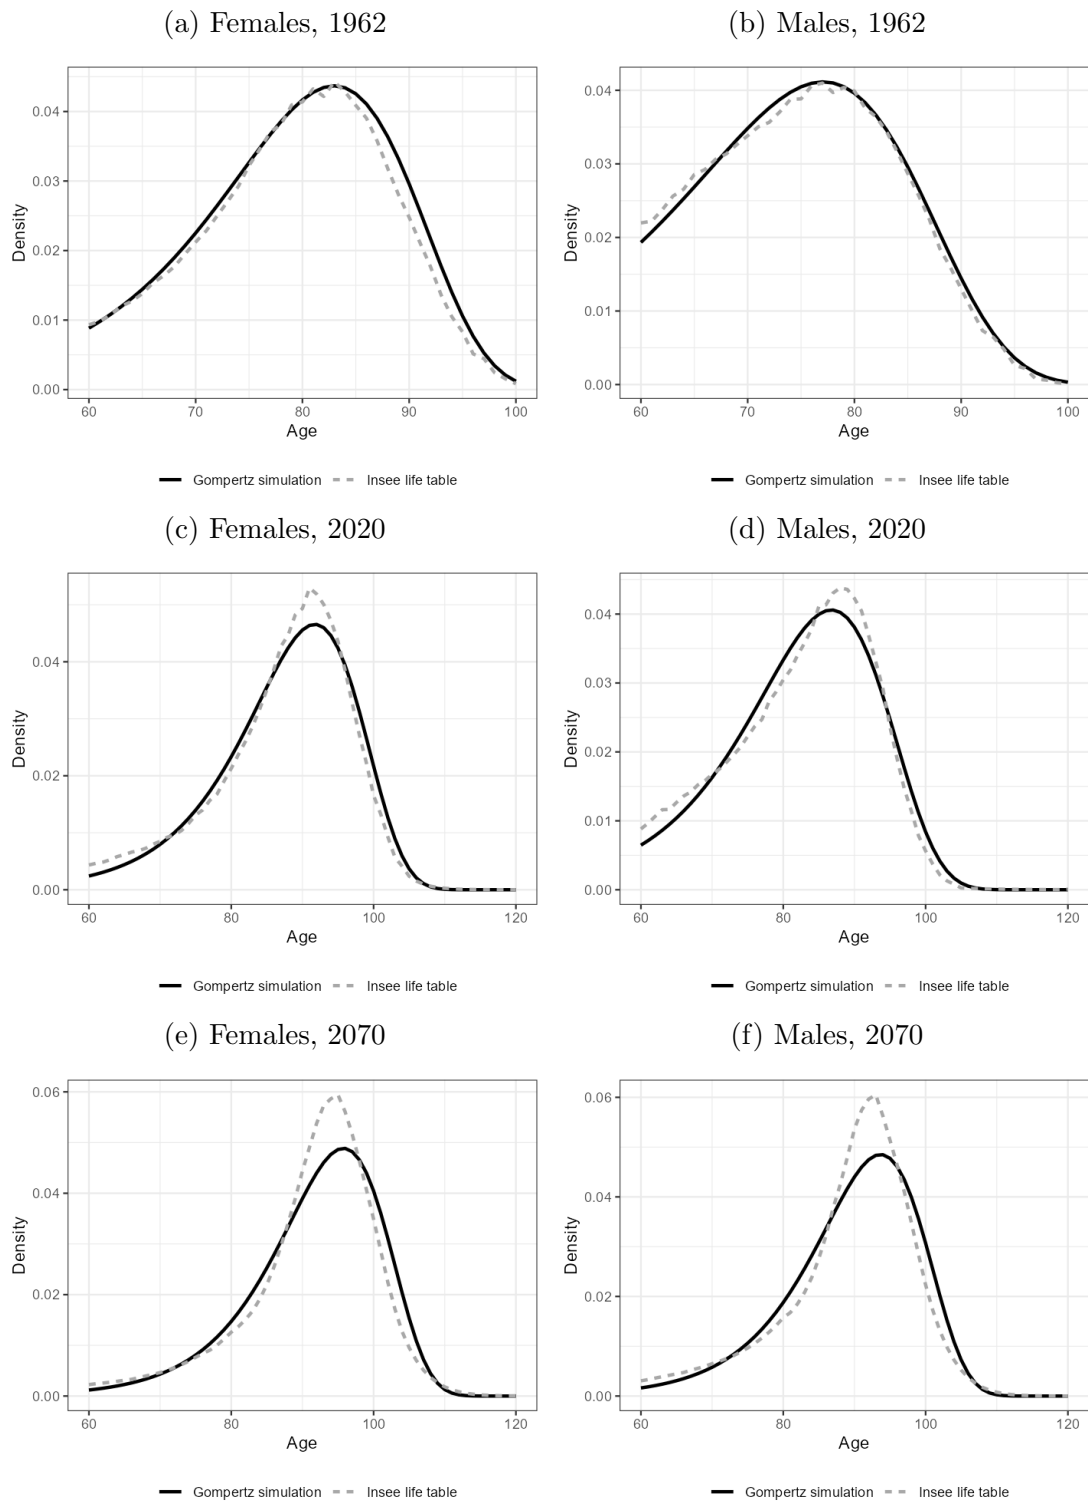 (a) Females, 1962
(b) Males, 1962
0.04
0.03
0.02
0.01
0.00
Density
60 70 80 90 100
Age
Gompertz simulation Insee life table
0.04
0.03
0.02
0.01
0.00
Density
60 70 80 90 100
Age
Gompertz simulation Insee life table
(c) Females, 2020
(d) Males, 2020
0.04
0.02
0.00
Density
60 80 100 120
Age
Gompertz simulation Insee life table
0.04
0.03
0.02
0.01
0.00
Density
60 80 100 120
Age
Gompertz simulation Insee life table
(e) Females, 2070
(f) Males, 2070
0.06
0.04
0.02
0.00
Density
60 80 100 120
Age
Gompertz simulation Insee life table
0.06
0.04
0.02
0.00
Density
60 80 100 120
Age
Gompertz simulation Insee life table